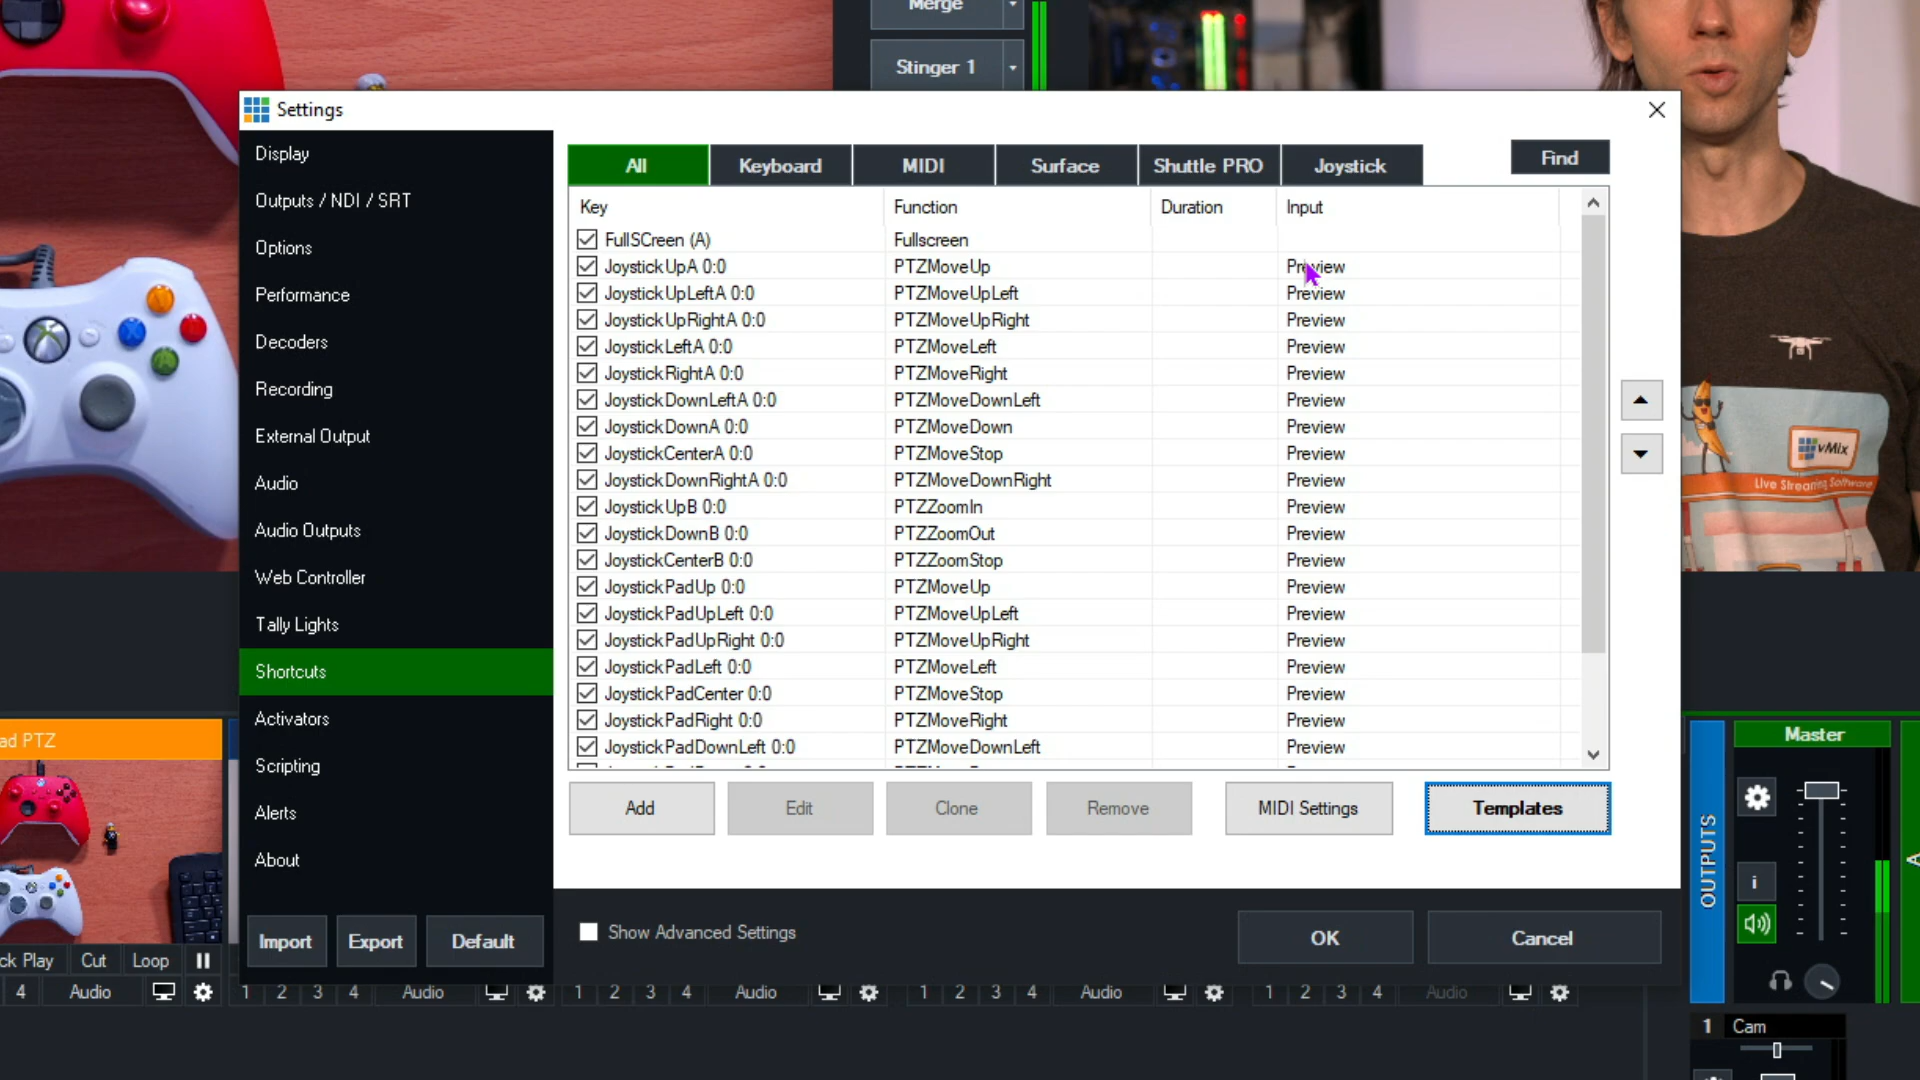 Merge
Stinger 1
Settings
Display
Outputs / NDI / SRT
Options
Performance
Decoders
Recording
External Output
Audio
Audio Outputs
Web Controller
Tally Lights
Shortcuts
Activators
Scripting
Alerts
About
Import Export Default
All Keyboard MIDI Surface Shuttle PRO Joystick Find
Key Function Duration Input
FullSCreen (A) Fullscreen
JoystickUpA 0:0 PTZMoveUp Preview
JoystickUpLeftA 0:0 PTZMoveUpLeft Preview
JoystickUpRightA 0:0 PTZMoveUpRight Preview
JoystickLeftA 0:0 PTZMoveLeft Preview
JoystickRightA 0:0 PTZMoveRight Preview
JoystickDownLeftA 0:0 PTZMoveDownLeft Preview
JoystickDownA 0:0 PTZMoveDown Preview
JoystickCenterA 0:0 PTZMoveStop Preview
JoystickDownRightA 0:0 PTZMoveDownRight Preview
JoystickUpB 0:0 PTZZoomIn Preview
JoystickDownB 0:0 PTZZoomOut Preview
JoystickCenterB 0:0 PTZZoomStop Preview
JoystickPadUp 0:0 PTZMoveUp Preview
JoystickPadUpLeft 0:0 PTZMoveUpLeft Preview
JoystickPadUpRight 0:0 PTZMoveUpRight Preview
JoystickPadLeft 0:0 PTZMoveLeft Preview
JoystickPadCenter 0:0 PTZMoveStop Preview
JoystickPadRight 0:0 PTZMoveRight Preview
JoystickPadDownLeft 0:0 PTZMoveDownLeft Preview
Add Edit Clone Remove MIDI Settings Templates
Show Advanced Settings OK Cancel
vMix
Live Streaming Software
ad PTZ
ck Play Cut Loop
4 Audio 1 2 3 4 Audio 1 2 3 4 Audio 1 2 3 4 Audio 1 2 3 4 Audio
OUTPUTS
Master
i
A
1 Cam